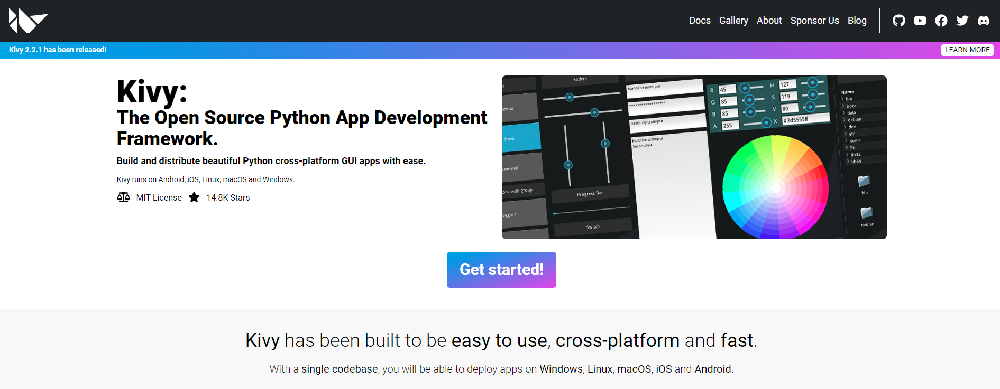 Docs Gallery About Sponsor Us Blog
Kivy 2.2.1 has been released!
LEARN MORE
Kivy:
The Open Source Python App Development
Framework.
Build and distribute beautiful Python cross-platform GUI apps with ease.
Kivy runs on Android, iOS, Linux, macOS and Windows.
MIT License 14.8K Stars
ormal
down
normal
ons with group
oggle 1
Sliders
Progress Bar
Switch
Monoline textinput
******************
Readonly textinput
Multiline textinput
Second line
R 45 H 127
G 85 S 119
B 85 V 80
A 255 X #2d5555ff
Name
> bin
> boot
> data
> debian
> dev
> etc
> home
> lib
> lib32
> lib64
bin
debian
Get started!
Kivy has been built to be easy to use, cross-platform and fast.
With a single codebase, you will be able to deploy apps on Windows, Linux, macOS, iOS and Android.